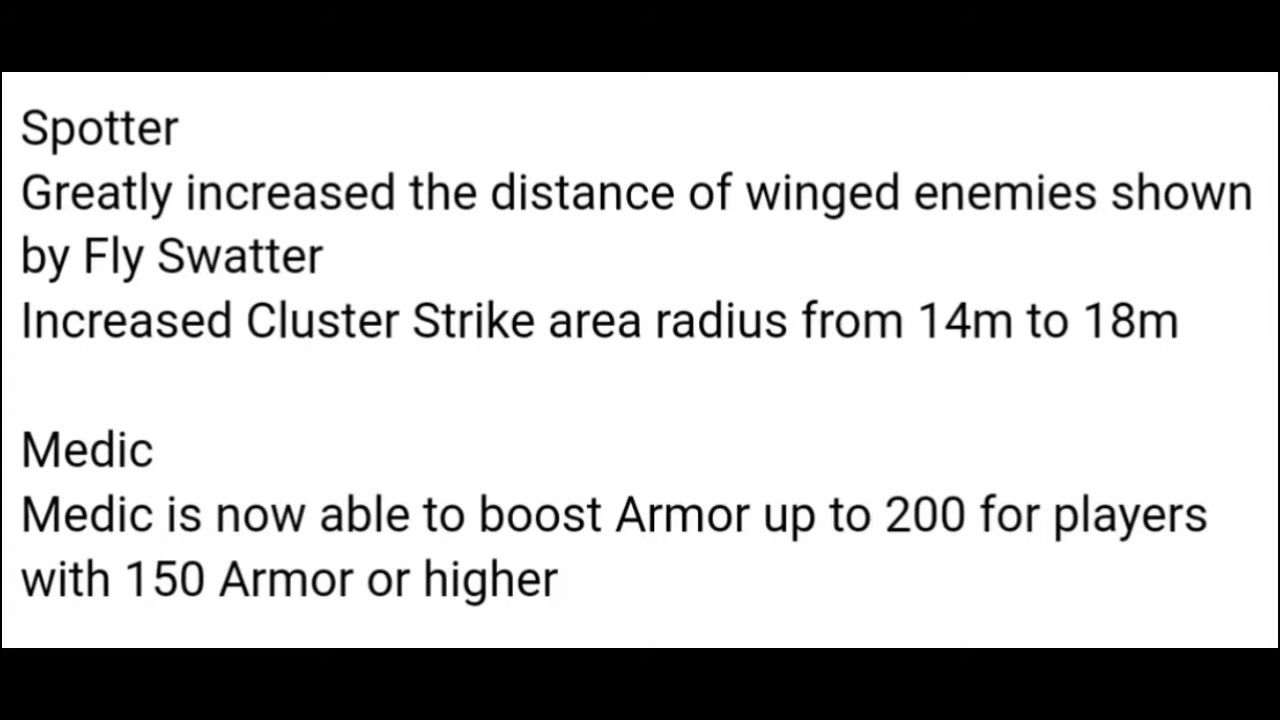 Spotter
Greatly increased the distance of winged enemies shown
by Fly Swatter
Increased Cluster Strike area radius from 14m to 18m
Medic
Medic is now able to boost Armor up to 200 for players
with 150 Armor or higher